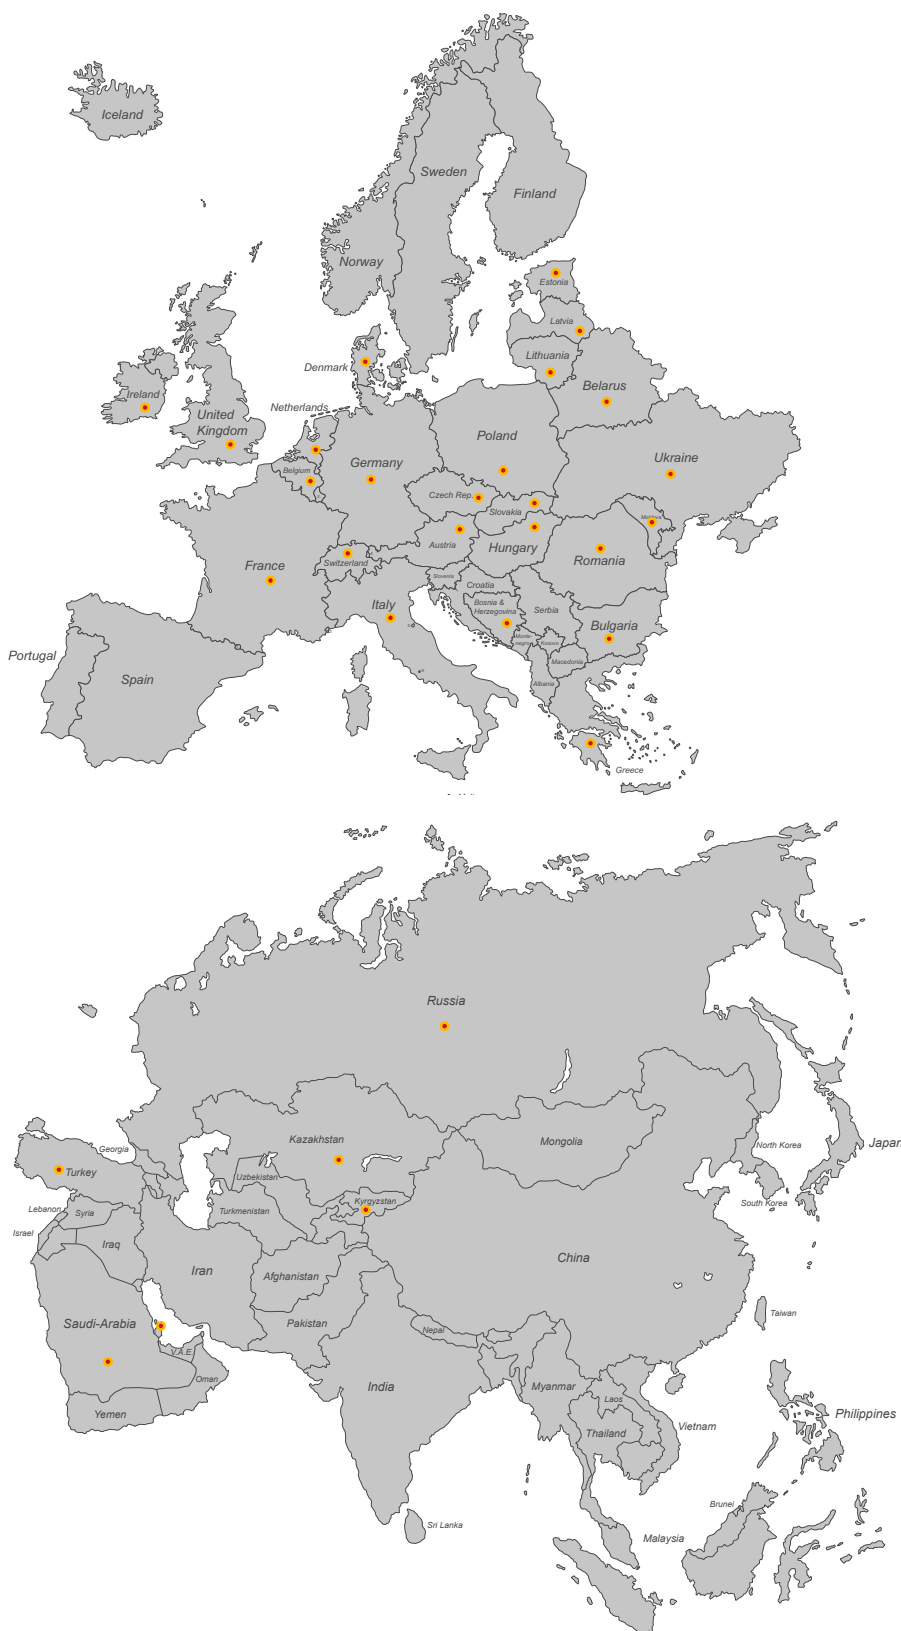 Iceland
Sweden
Finland
Norway
Estonia
Latvia
Denmark
Lithuania
Belarus
Ireland
Netherlands
United
Kingdom
Poland
Ukraine
Germany
Belgium
Czech Rep.
Slovakia
Moldova
Austria
Hungary
Switzerland
France
Romania
Slovenia
Croatia
Italy
Bosnia &
Herzegovina
Serbia
Bulgaria
Monte-
negro
Kosovo
Portugal
Macedonia
Spain
Albania
Greece
Russia
Kazakhstan
Mongolia
Georgia
North Korea
Japan
Turkey
Uzbekistan
Kyrgyzstan
South Korea
Lebanon
Syria
Turkmenistan
Israel
Iraq
Iran
China
Afghanistan
Saudi-Arabia
Pakistan
Nepal
Taiwan
V.A.E.
Oman
India
Myanmar
Laos
Yemen
Thailand
Vietnam
Philippines
Brunei
Sri Lanka
Malaysia